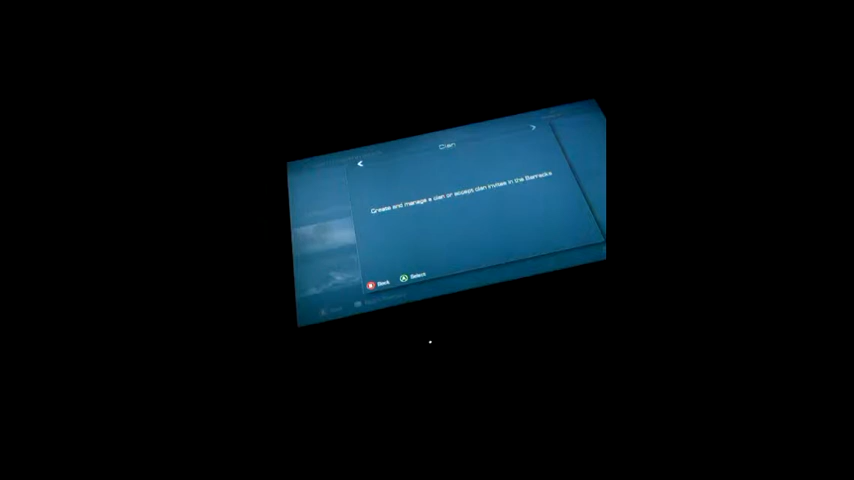 Clan
Create and manage a clan or accept clan invites in the Barracks
B Back A Select